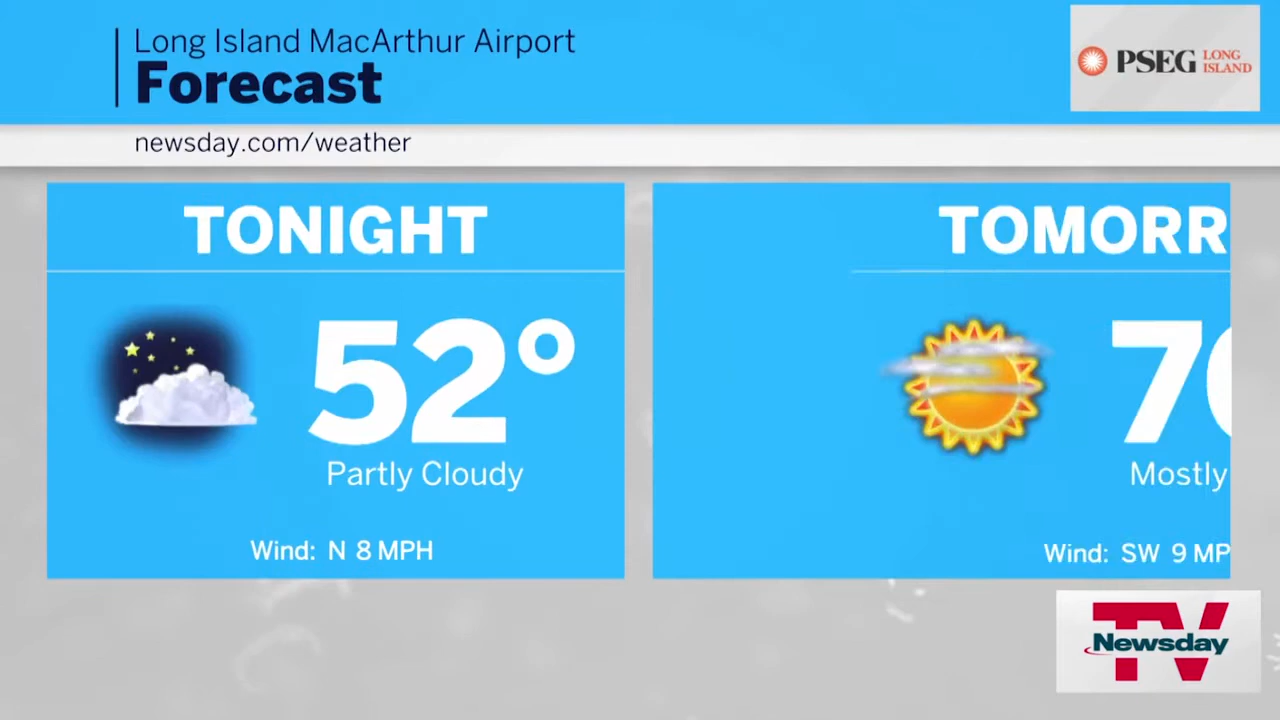 Long Island MacArthur Airport
Forecast
PSEG LONG ISLAND
newsday.com/weather
TONIGHT
52°
Partly Cloudy
Wind: N 8 MPH
TOMORR
7
Mostly
Wind: SW 9 MP
Newsday
TV